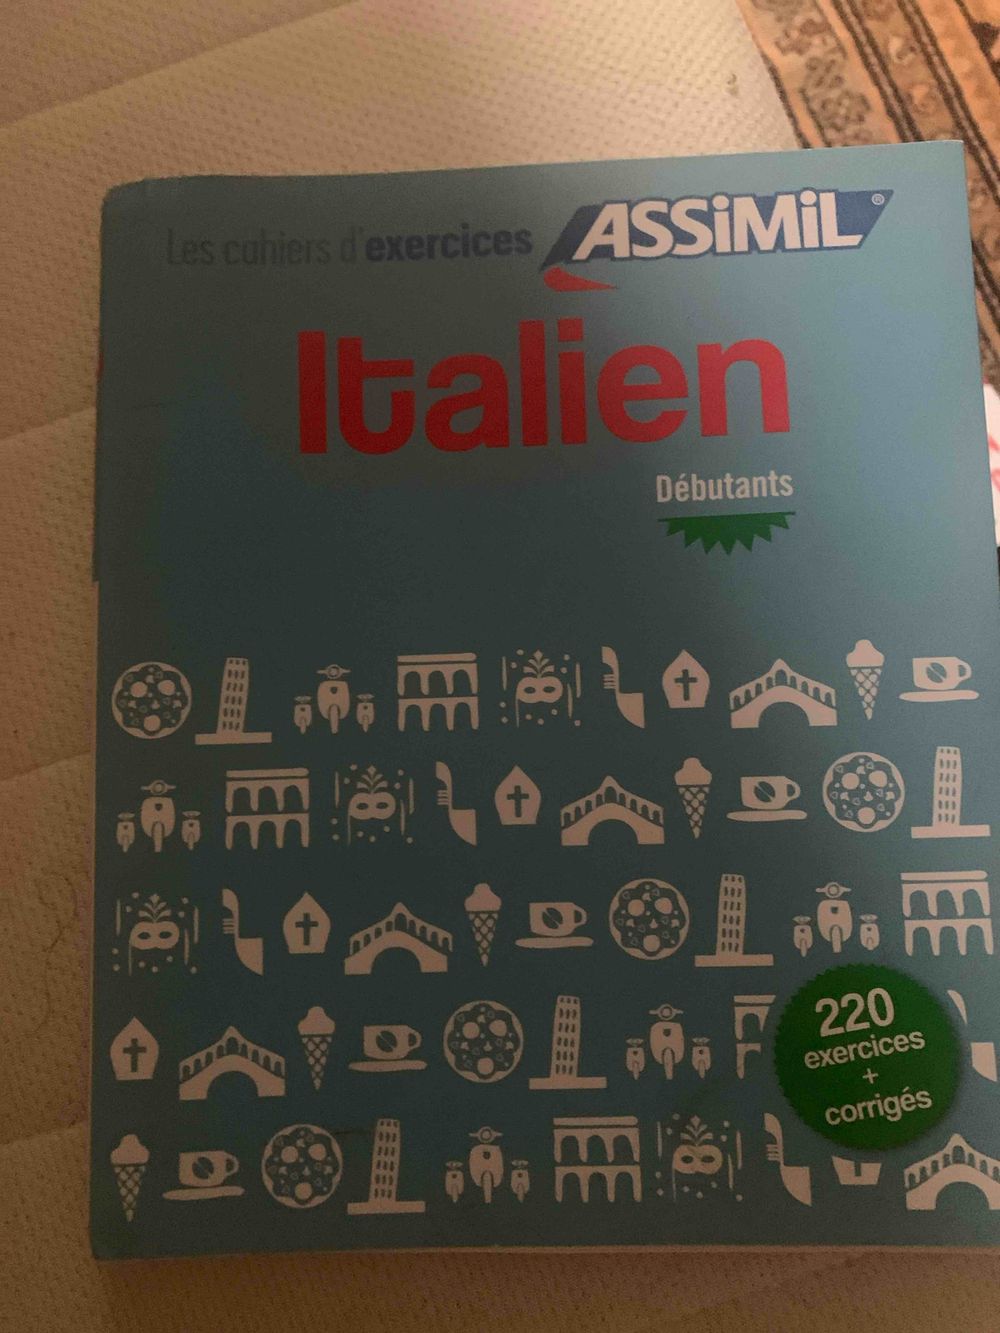 Les cahiers d'exercices
ASSiMiL®
Italien
Débutants
220
exercices
+
corrigés